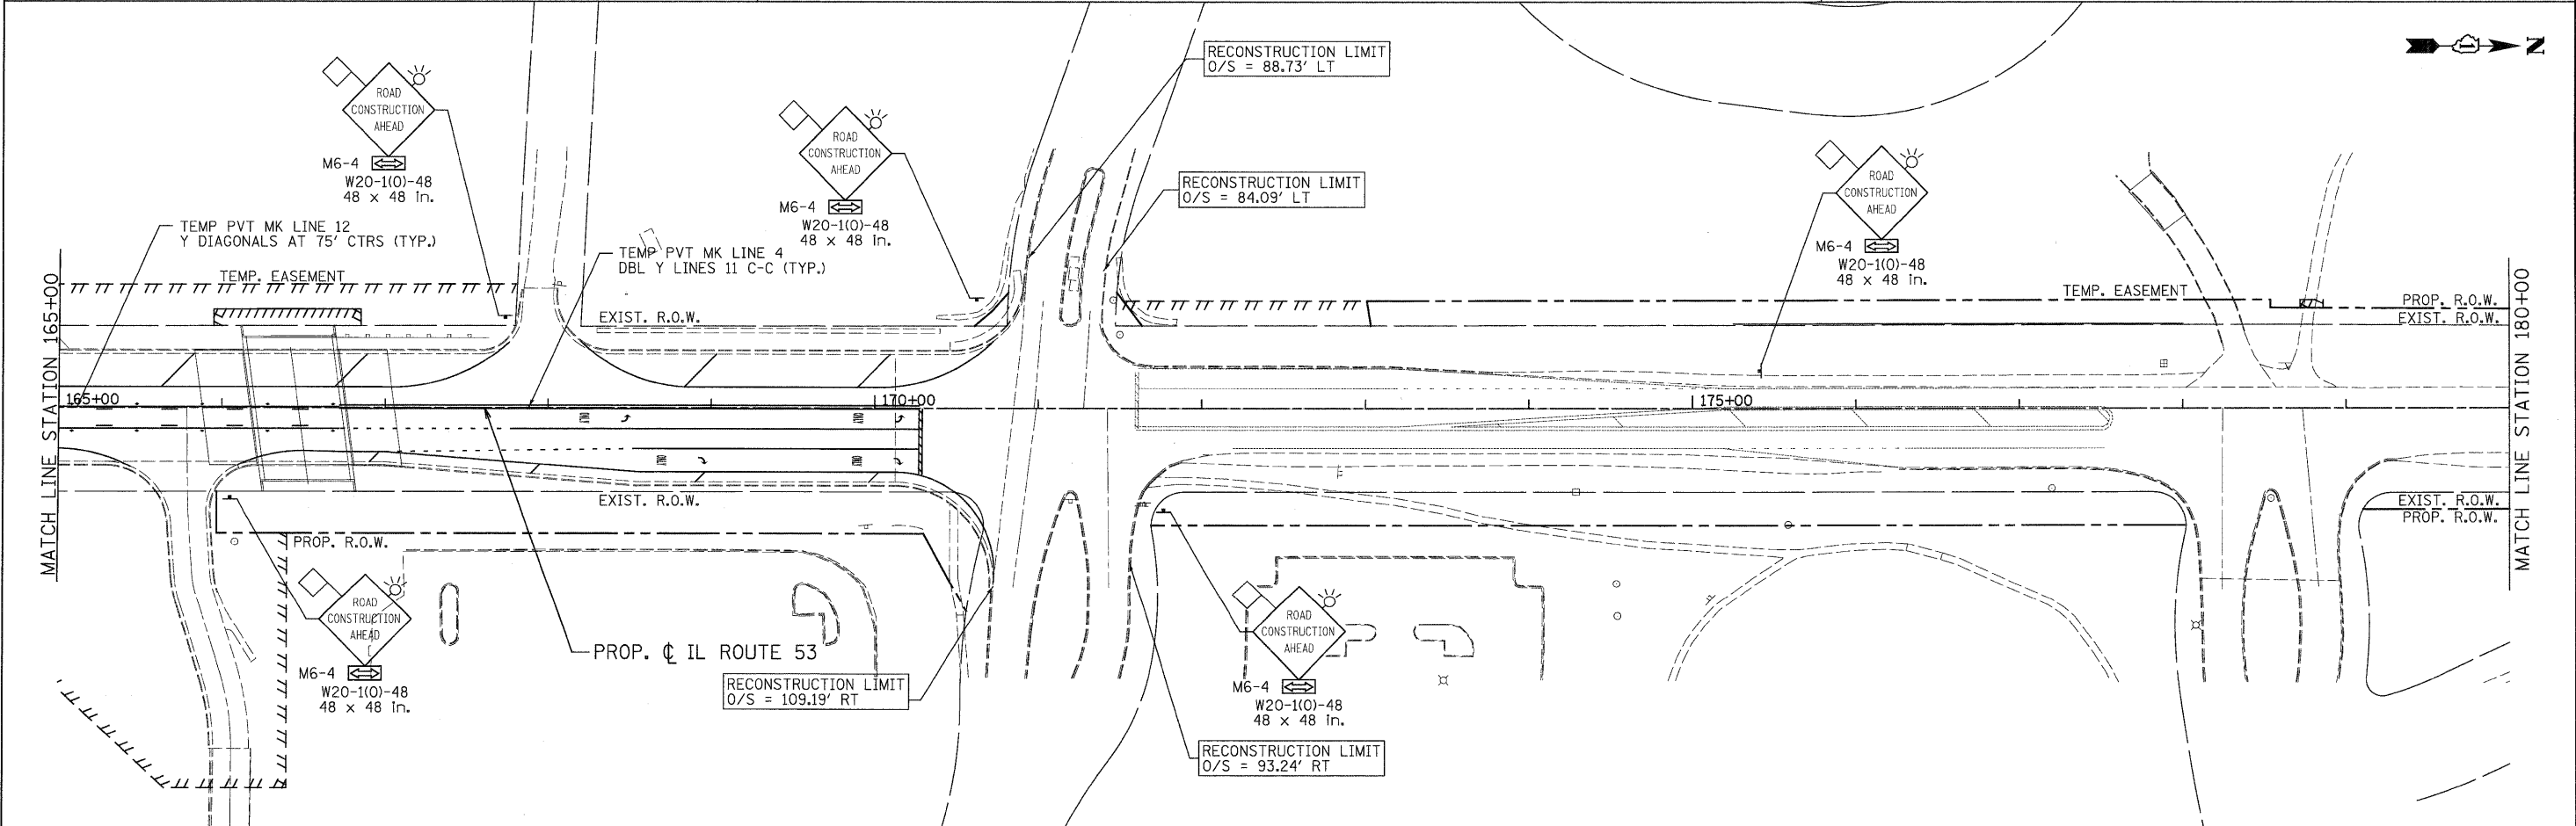 RECONSTRUCTION LIMIT
O/S = 88.73' LT
N
ROAD
CONSTRUCTION
AHEAD
M6-4
W20-1(O)-48
48 x 48 in.
ROAD
CONSTRUCTION
AHEAD
M6-4
W20-1(O)-48
48 x 48 in.
RECONSTRUCTION LIMIT
O/S = 84.09' LT
ROAD
CONSTRUCTION
AHEAD
M6-4
W20-1(O)-48
48 x 48 in.
TEMP PVT MK LINE 12
Y DIAGONALS AT 75' CTRS (TYP.)
TEMP PVT MK LINE 4
DBL Y LINES 11 C-C (TYP.)
TEMP. EASEMENT
TEMP. EASEMENT
PROP. R.O.W.
EXIST. R.O.W.
EXIST. R.O.W.
MATCH LINE STATION 165+00
165+00
170+00
175+00
MATCH LINE STATION 180+00
EXIST. R.O.W.
EXIST. R.O.W.
PROP. R.O.W.
PROP. R.O.W.
ROAD
CONSTRUCTION
AHEAD
M6-4
W20-1(O)-48
48 x 48 in.
PROP. ℄ IL ROUTE 53
RECONSTRUCTION LIMIT
O/S = 109.19' RT
ROAD
CONSTRUCTION
AHEAD
M6-4
W20-1(O)-48
48 x 48 in.
RECONSTRUCTION LIMIT
O/S = 93.24' RT